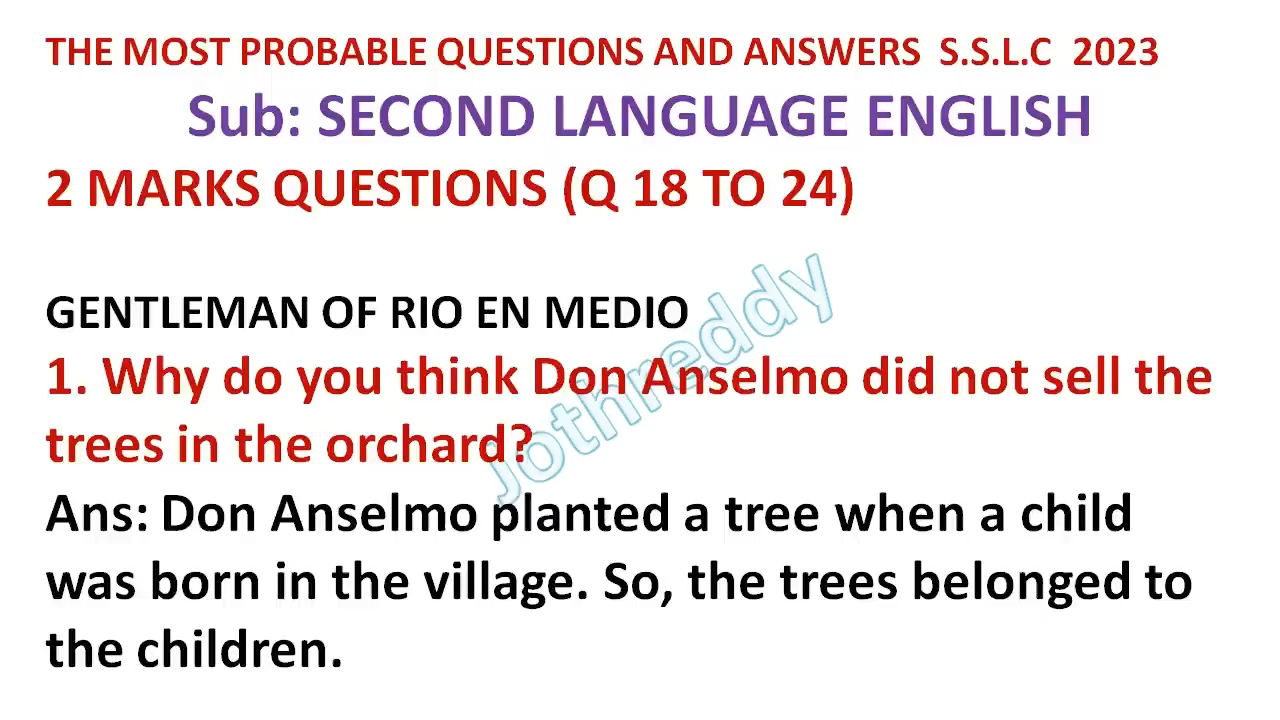 THE MOST PROBABLE QUESTIONS AND ANSWERS S.S.L.C 2023
Sub: SECOND LANGUAGE ENGLISH
2 MARKS QUESTIONS (Q 18 TO 24)
GENTLEMAN OF RIO EN MEDIO
1. Why do you think Don Anselmo did not sell the
trees in the orchard?
Ans: Don Anselmo planted a tree when a child
was born in the village. So, the trees belonged to
the children.
Jothreddy